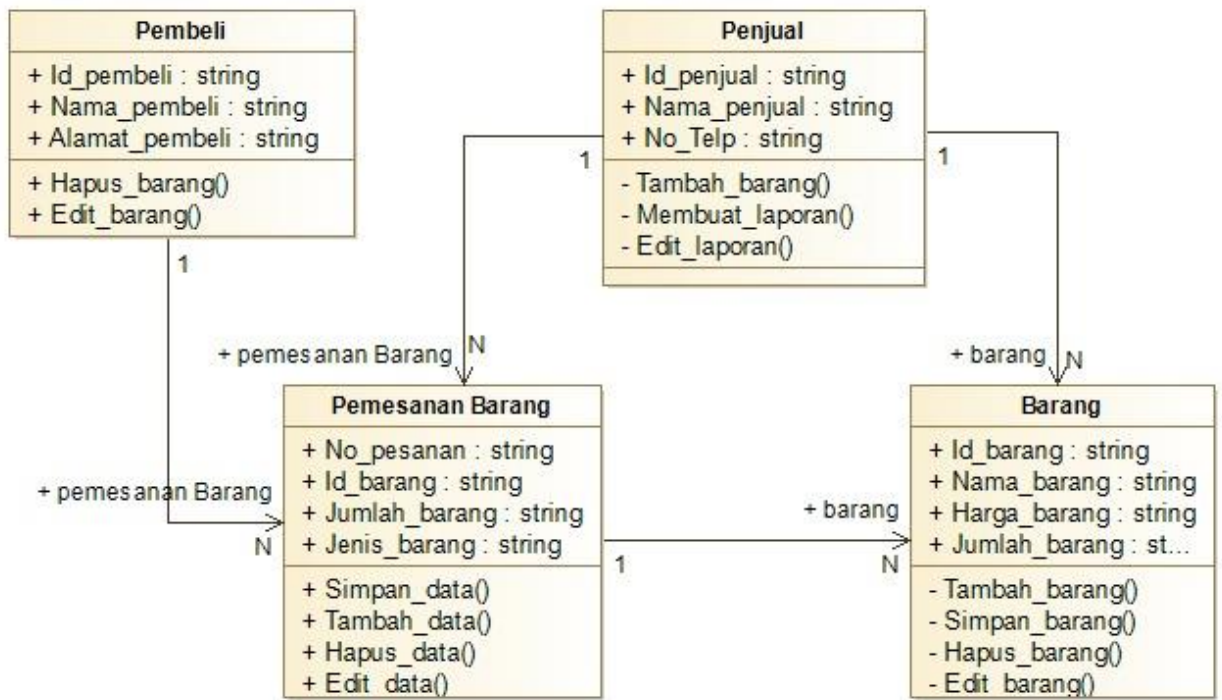 Pembeli
+ Id_pembeli : string
+ Nama_pembeli : string
+ Alamat_pembeli : string
+ Hapus_barang()
+ Edit_barang()
1
Penjual
+ Id_penjual : string
+ Nama_penjual : string
+ No_Telp : string
- Tambah_barang()
- Membuat_laporan()
- Edit_laporan()
1
1
+ pemesanan Barang
N
+ barang
N
+ pemesanan Barang
N
Pemesanan Barang
+ No_pesanan : string
+ Id_barang : string
+ Jumlah_barang : string
+ Jenis_barang : string
+ Simpan_data()
+ Tambah_data()
+ Hapus_data()
+ Edit_data()
1
+ barang
N
Barang
+ Id_barang : string
+ Nama_barang : string
+ Harga_barang : string
+ Jumlah_barang : st...
- Tambah_barang()
- Simpan_barang()
- Hapus_barang()
- Edit_barang()